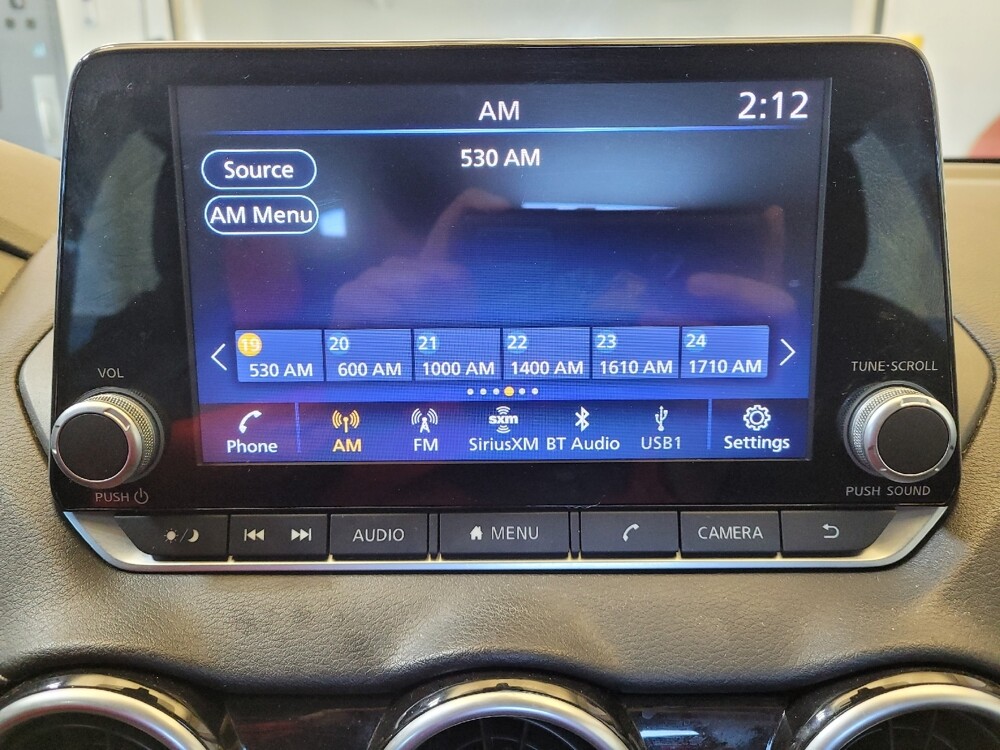 AM
2:12
530 AM
Source
AM Menu
19 20 21 22 23 24
530 AM 600 AM 1000 AM 1400 AM 1610 AM 1710 AM
VOL
TUNE·SCROLL
sxm
Phone AM FM SiriusXM BT Audio USB1 Settings
PUSH
PUSH SOUND
AUDIO MENU CAMERA